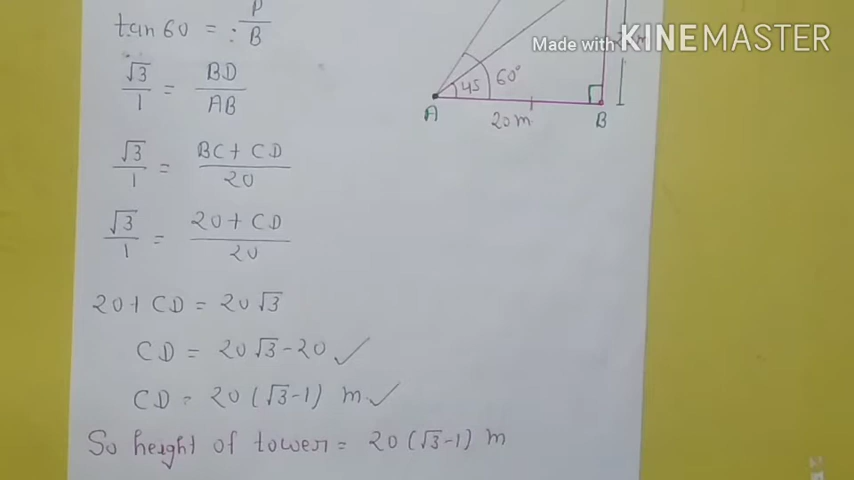 tan 60 = P/B
√3/1 = BD/AB
√3/1 = BC + CD/20
√3/1 = 20 + CD/20
20 + CD = 20√3
CD = 20√3 - 20 ✓
CD = 20 (√3-1) m ✓
So height of tower = 20 (√3-1) m
Made with KINEMASTER
45 60°
A
20 m
B